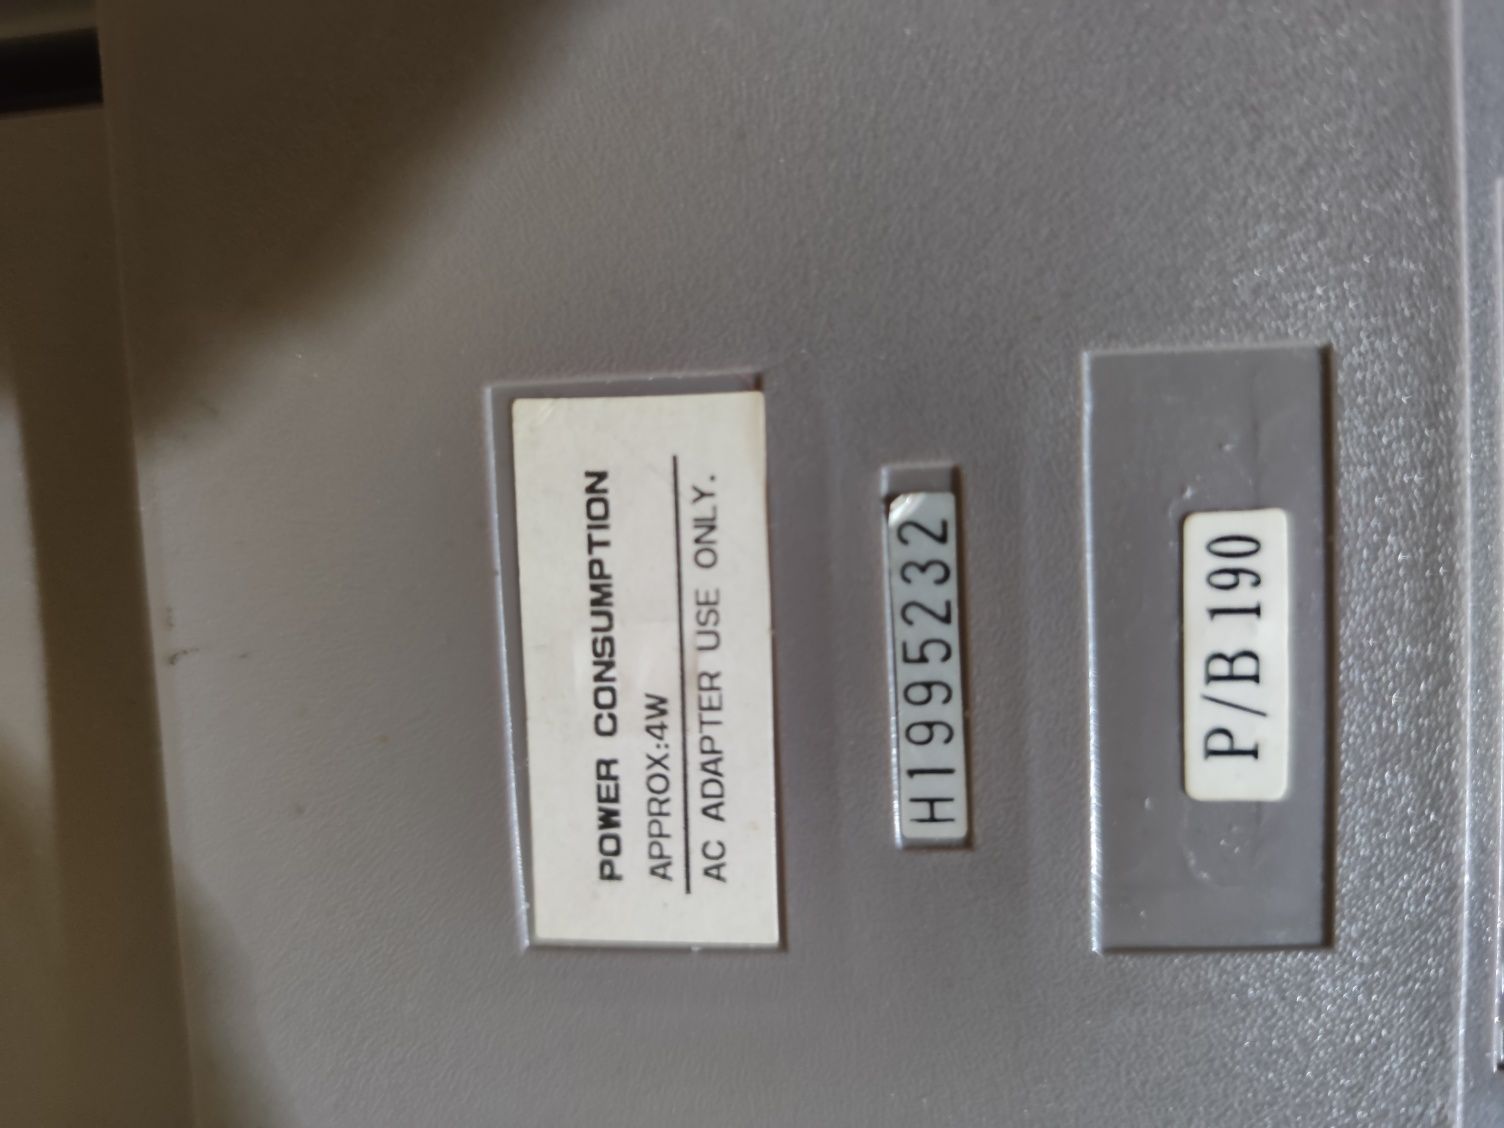 POWER CONSUMPTION
APPROX:4W
AC ADAPTER USE ONLY.
H1995232
P/B 190